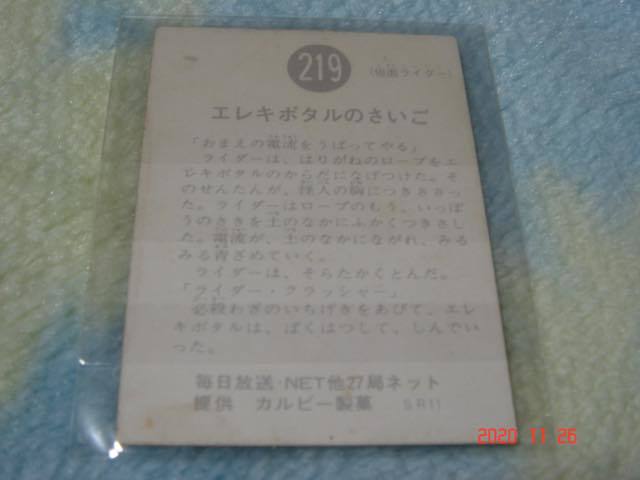 219
(仮面ライダー)
エレキボタルのさいご
「おまえの電流をうばってやる」
ライダーは、はりがねのロープをエ
レキボタルのからだになげつけた。そ
のせんたんが、怪人の胸につきささっ
た。ライダーはロープのもう、いっぽ
うのさきを土のなかにふかくつきさし
た。電流が、土のなかにながれ、みる
みる青ざめていく。
ライダーは、そらたかくとんだ。
「ライダー・クラッシャー」
必殺わざのいちげきをあびて、エレ
キボタルは、ばくはつして、しんでい
った。
毎日放送・NET他27局ネット
提供 カルビー製菓 SR11
2020 11 26